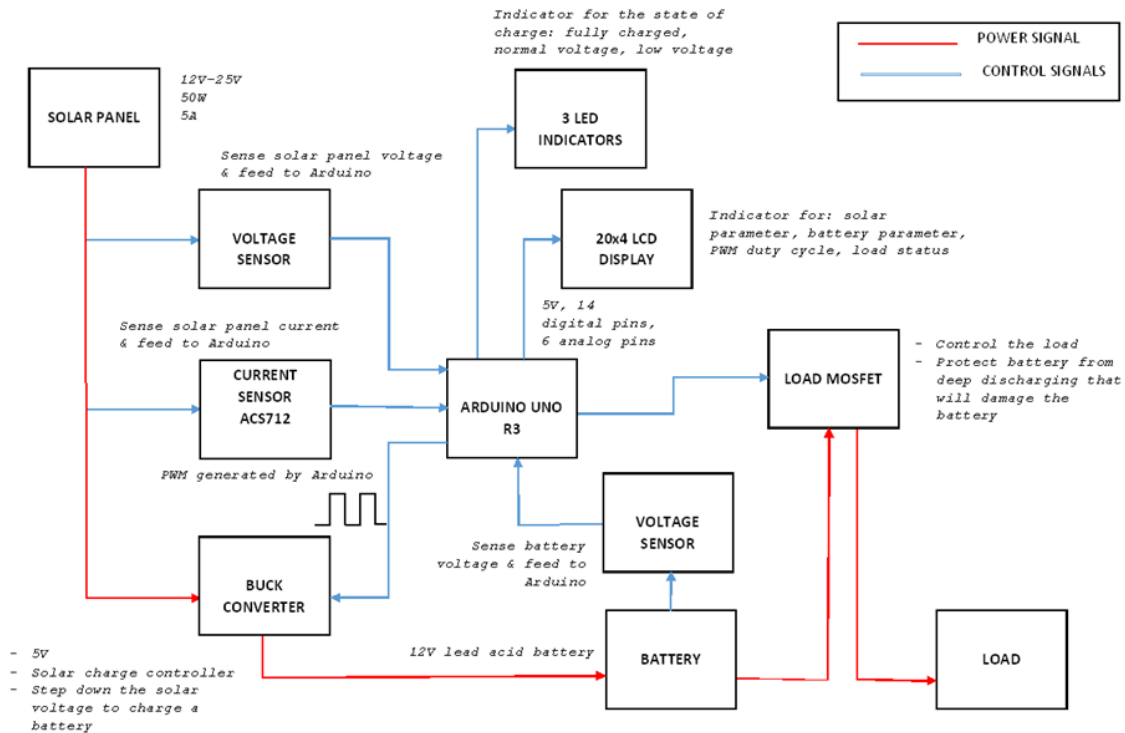 Indicator for the state of
charge: fully charged,
normal voltage, low voltage
POWER SIGNAL
CONTROL SIGNALS
SOLAR PANEL
12V-25V
50W
5A
3 LED
INDICATORS
Sense solar panel voltage
& feed to Arduino
VOLTAGE
SENSOR
20x4 LCD
DISPLAY
Indicator for: solar
parameter, battery parameter,
PWM duty cycle, load status
5V, 14
digital pins,
6 analog pins
Sense solar panel current
& feed to Arduino
CURRENT
SENSOR
ACS712
ARDUINO UNO
R3
LOAD MOSFET
- Control the load
- Protect battery from
deep discharging that
will damage the
battery
PWM generated by Arduino
VOLTAGE
SENSOR
Sense battery
voltage & feed to
Arduino
BUCK
CONVERTER
- 5V
- Solar charge controller
- Step down the solar
voltage to charge a
battery
12V lead acid battery
BATTERY
LOAD